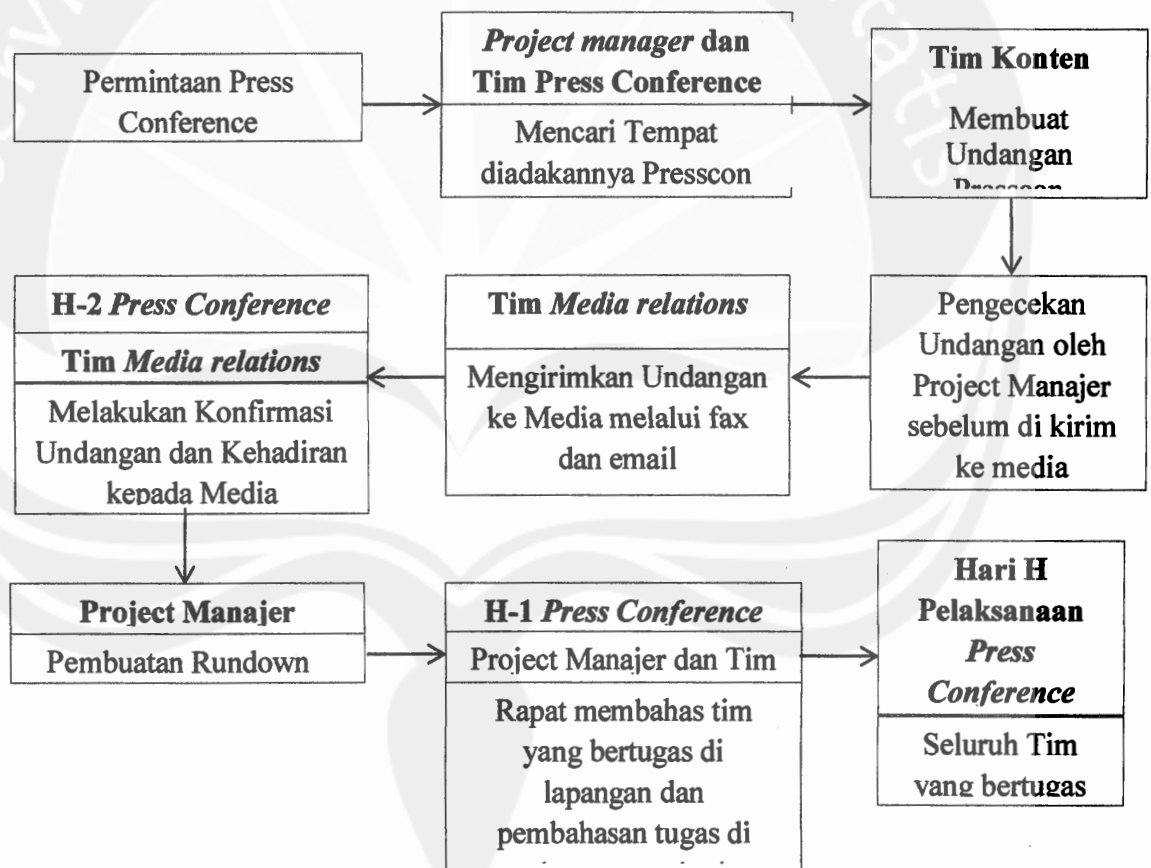 Permintaan Press
Conference
Project manager dan
Tim Press Conference
Mencari Tempat
diadakannya Presscon
Tim Konten
Membuat
Undangan
Presscon
Pengecekan
Undangan oleh
Project Manajer
sebelum di kirim
ke media
Tim Media relations
Mengirimkan Undangan
ke Media melalui fax
dan email
H-2 Press Conference
Tim Media relations
Melakukan Konfirmasi
Undangan dan Kehadiran
kepada Media
Project Manajer
Pembuatan Rundown
H-1 Press Conference
Project Manajer dan Tim
Rapat membahas tim
yang bertugas di
lapangan dan
pembahasan tugas di
Hari H
Pelaksanaan
Press
Conference
Seluruh Tim
yang bertugas